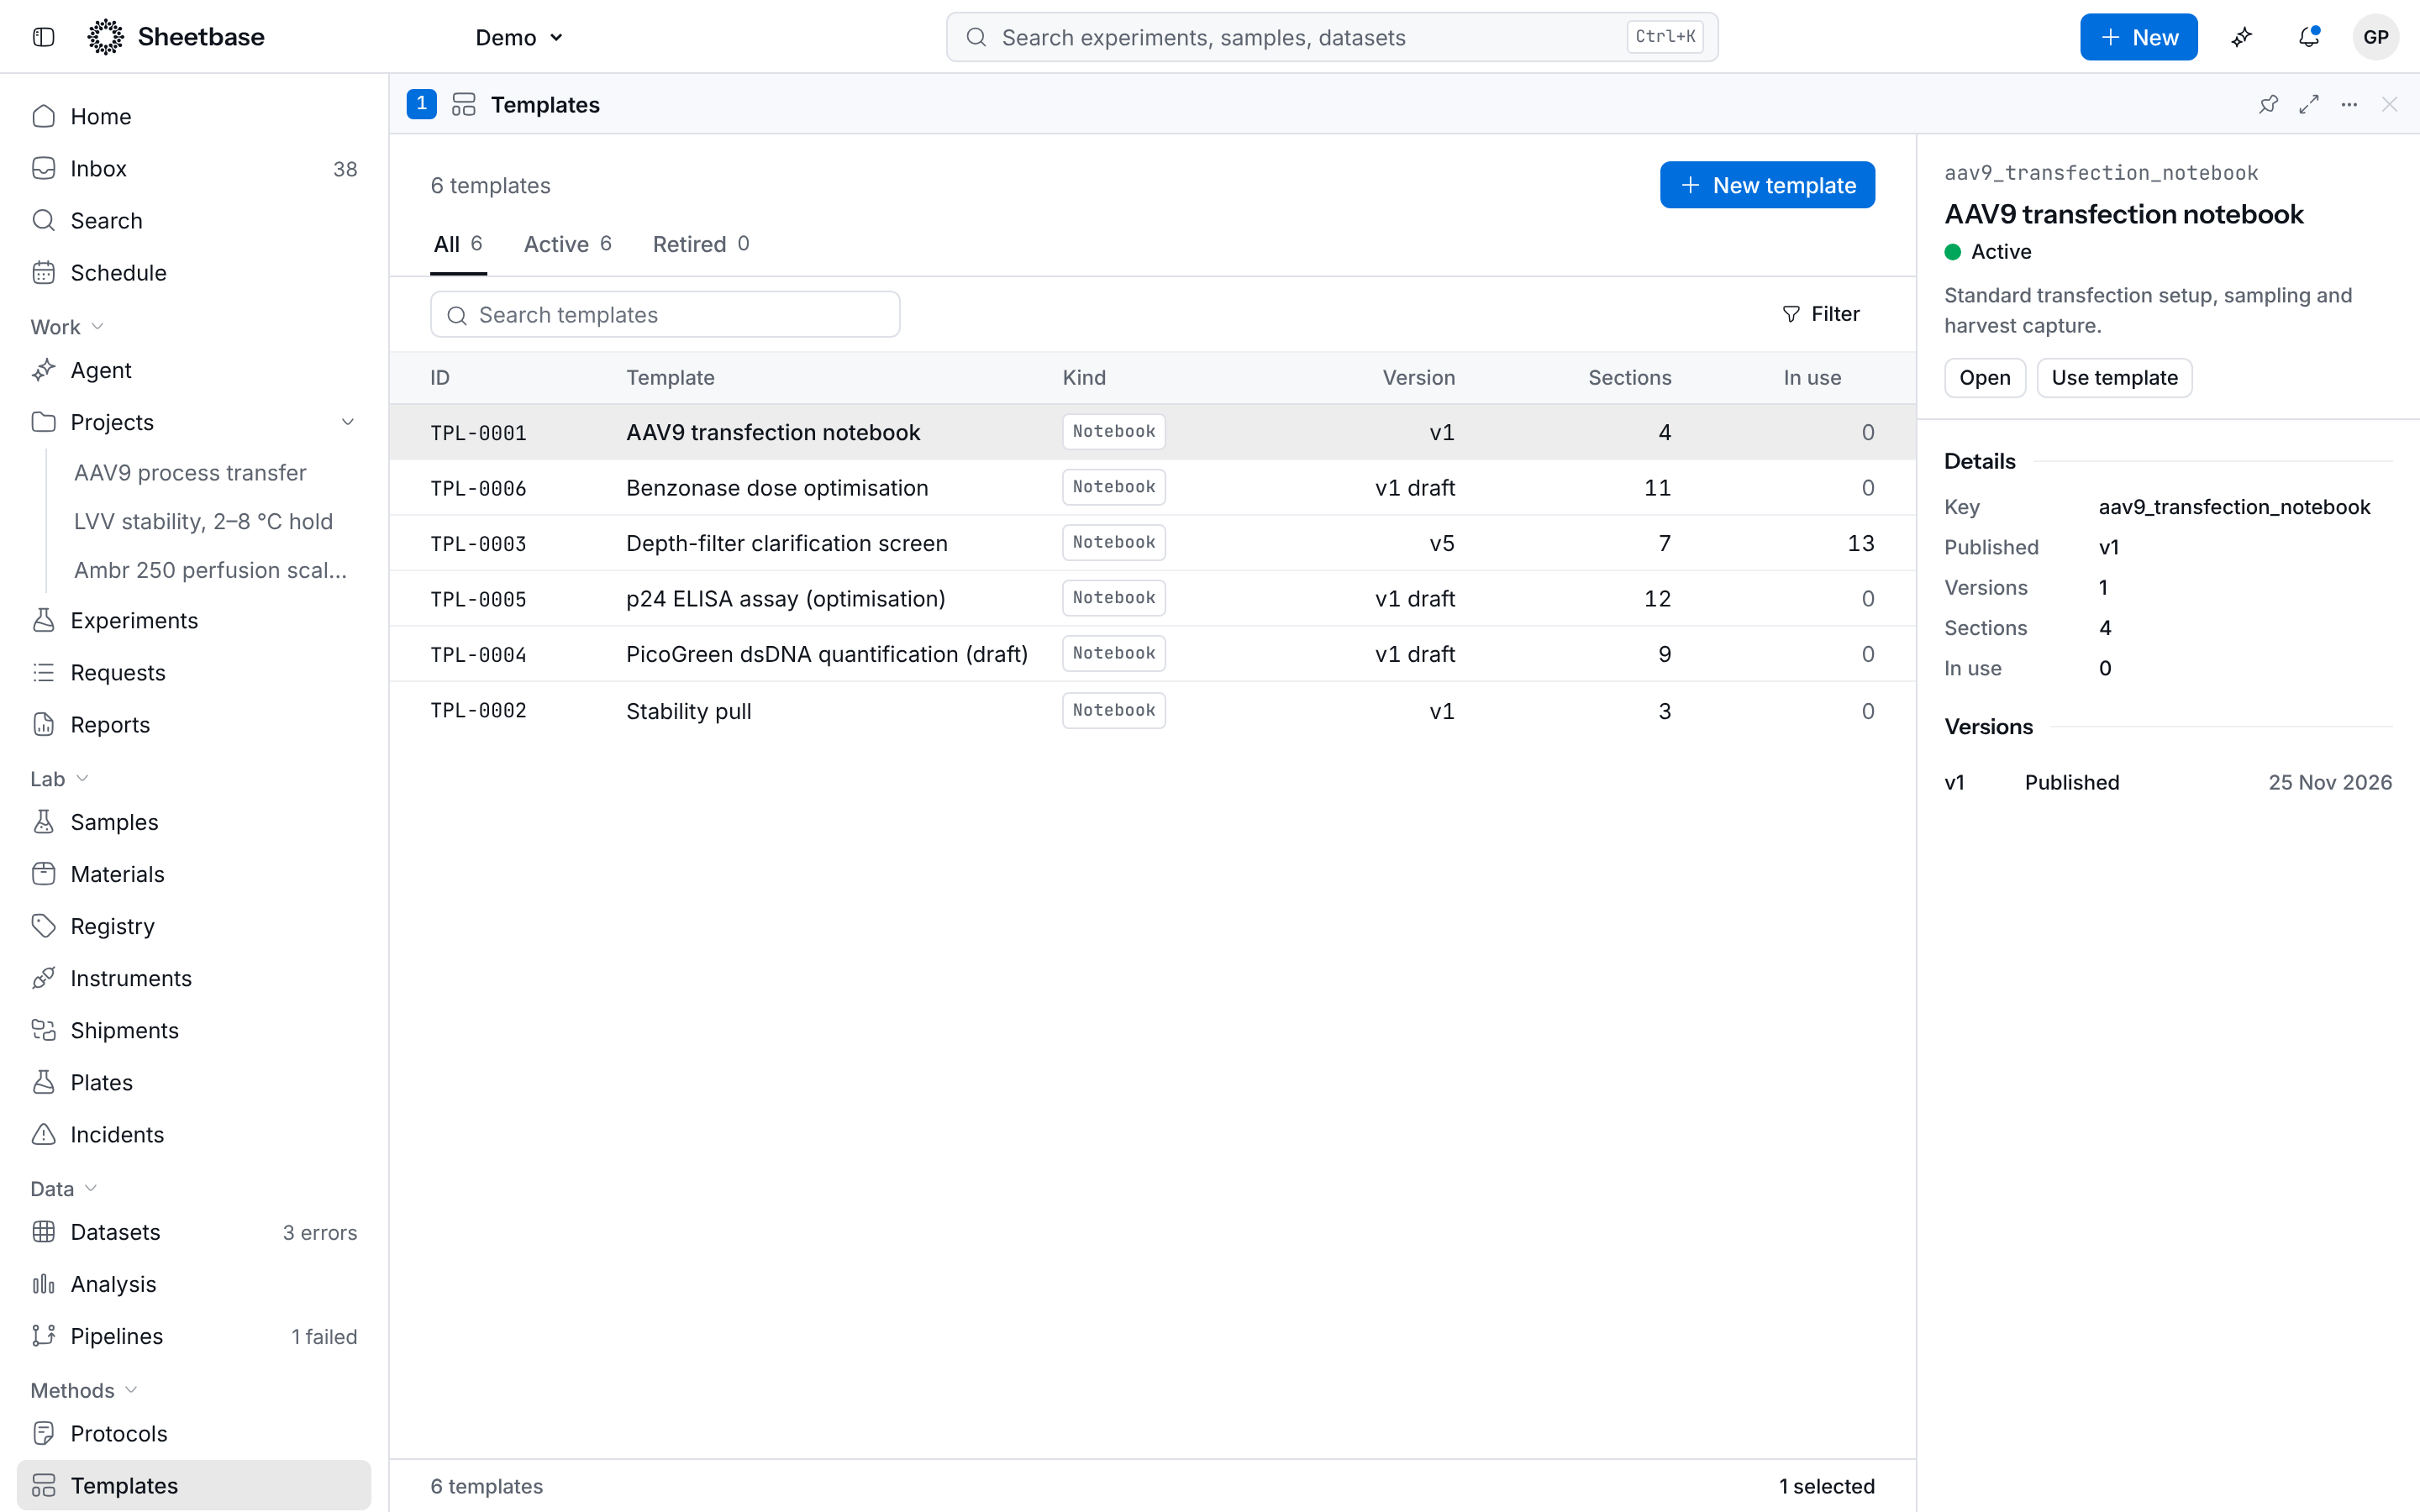 Sheetbase
Demo
Search experiments, samples, datasets
Ctrl+K
New
GP
Home
Inbox 38
Search
Schedule
Work
Agent
Projects
AAV9 process transfer
LVV stability, 2–8 °C hold
Ambr 250 perfusion scal...
Experiments
Requests
Reports
Lab
Samples
Materials
Registry
Instruments
Shipments
Plates
Incidents
Data
Datasets 3 errors
Analysis
Pipelines 1 failed
Methods
Protocols
Templates
1 Templates
6 templates
New template
All 6 Active 6 Retired 0
Search templates
Filter
ID Template Kind Version Sections In use
TPL-0001 AAV9 transfection notebook Notebook v1 4 0
TPL-0006 Benzonase dose optimisation Notebook v1 draft 11 0
TPL-0003 Depth-filter clarification screen Notebook v5 7 13
TPL-0005 p24 ELISA assay (optimisation) Notebook v1 draft 12 0
TPL-0004 PicoGreen dsDNA quantification (draft) Notebook v1 draft 9 0
TPL-0002 Stability pull Notebook v1 3 0
6 templates 1 selected
aav9_transfection_notebook
AAV9 transfection notebook
Active
Standard transfection setup, sampling and
harvest capture.
Open Use template
Details
Key aav9_transfection_notebook
Published v1
Versions 1
Sections 4
In use 0
Versions
v1 Published 25 Nov 2026